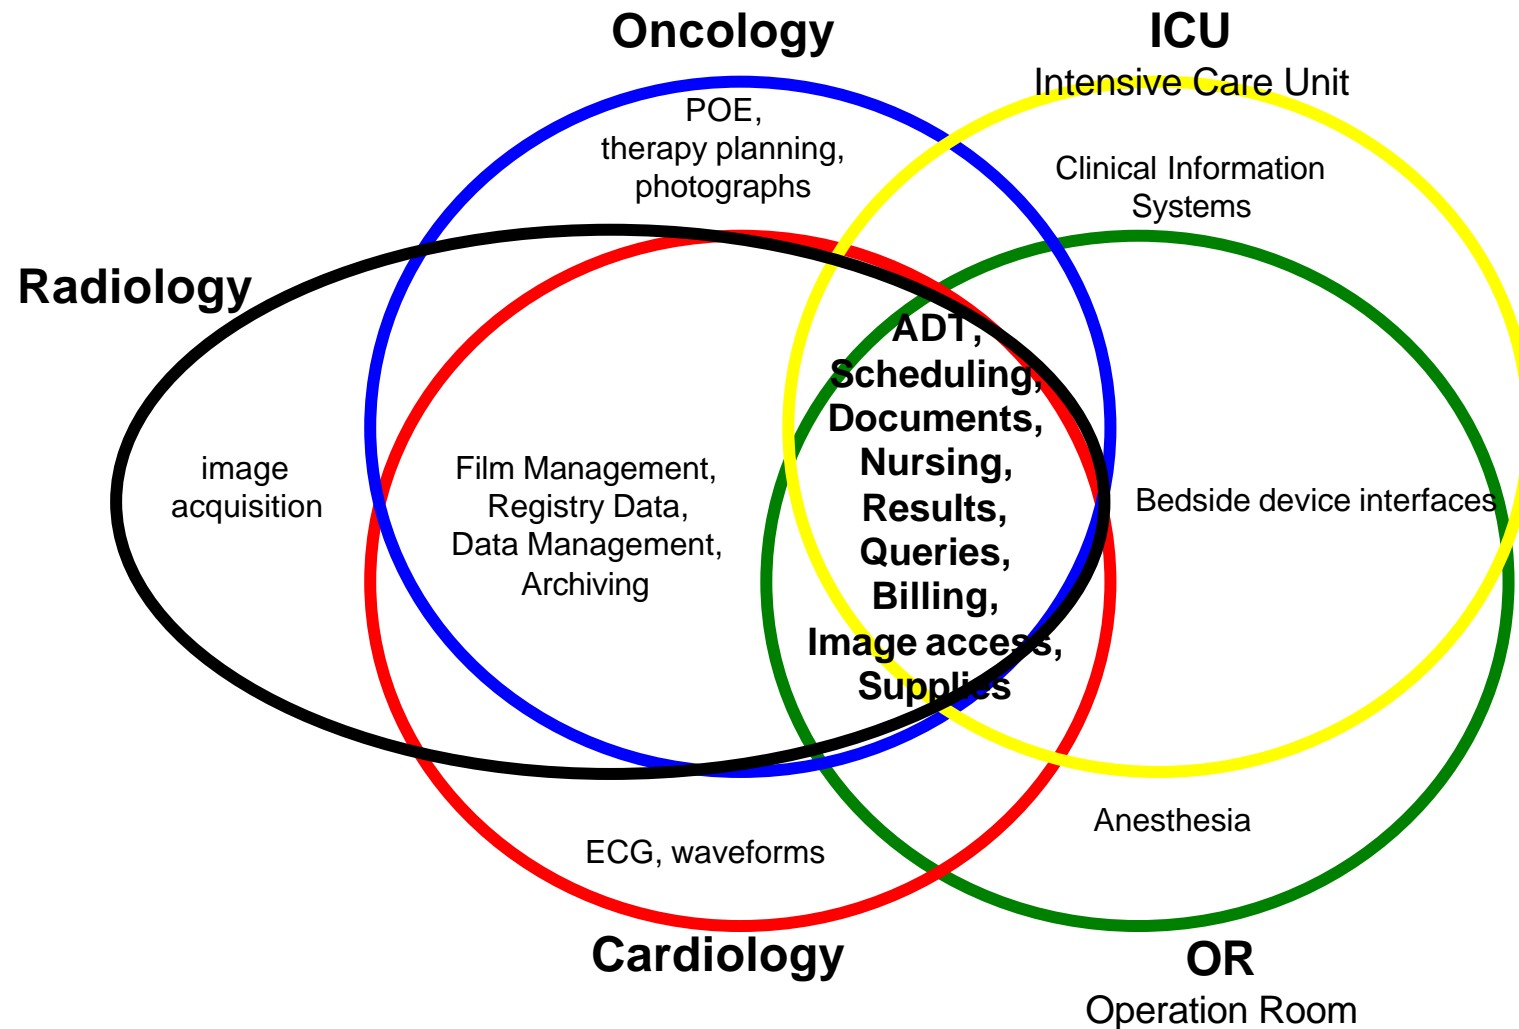 Oncology
ICU
Intensive Care Unit
POE,
therapy planning,
photographs
Clinical Information
Systems
Radiology
ADT,
Scheduling,
Documents,
Nursing,
Results,
Queries,
Billing,
Image access,
Supplies
image
acquisition
Film Management,
Registry Data,
Data Management,
Archiving
Bedside device interfaces
Anesthesia
ECG, waveforms
Cardiology
OR
Operation Room